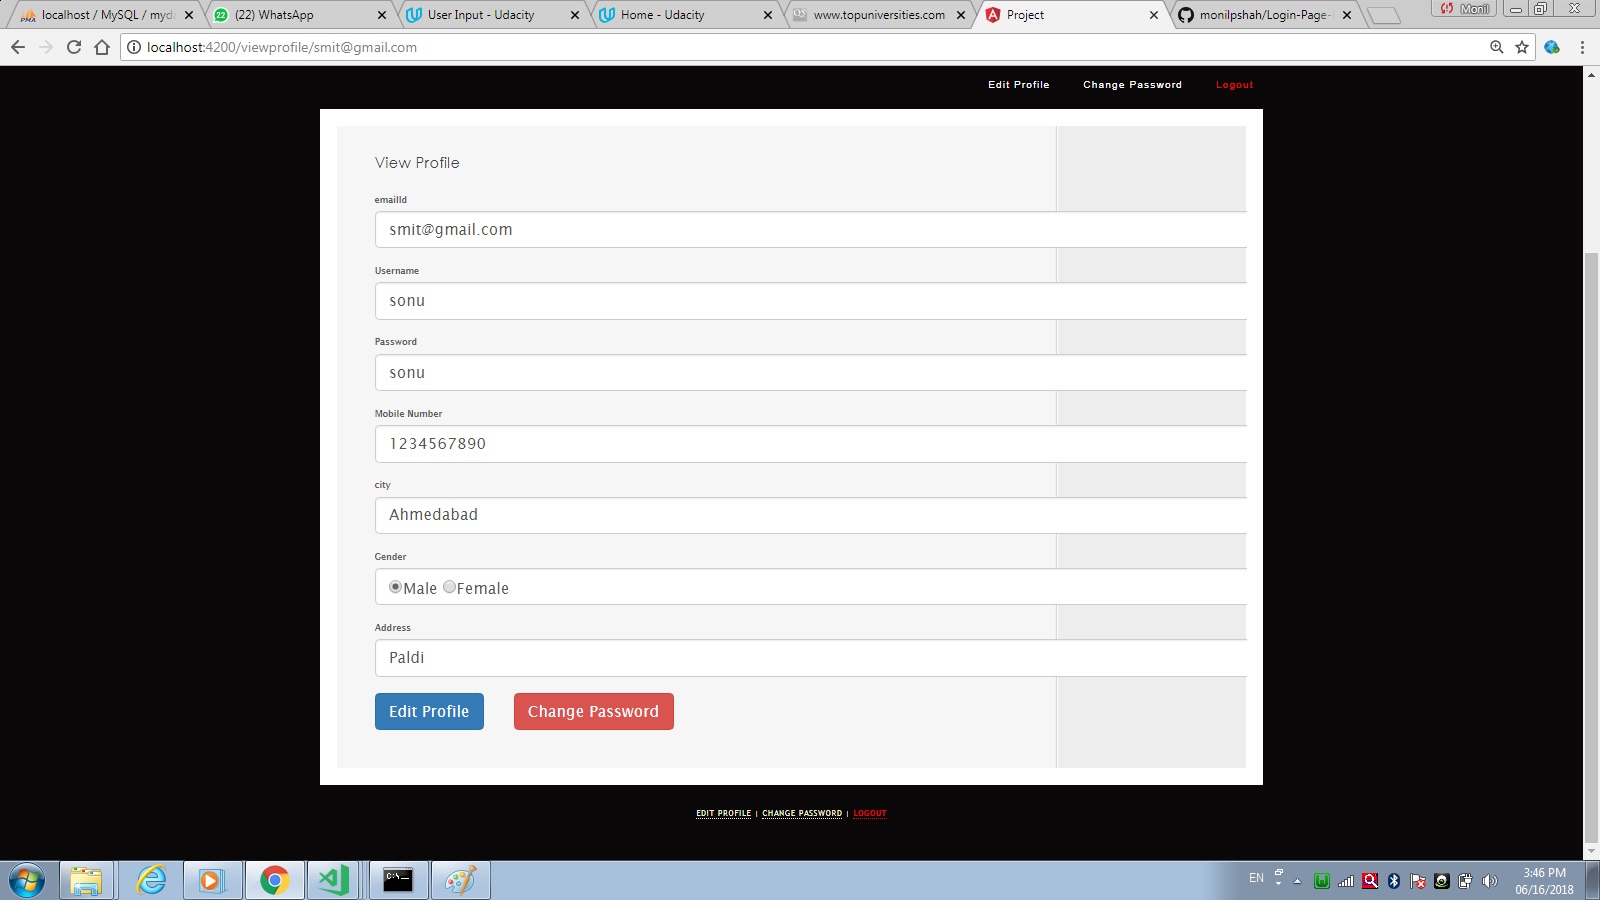 localhost / MySQL / myda
(22) WhatsApp
User Input - Udacity
Home - Udacity
www.topuniversities.com
Project
monilpshah/Login-Page-
Monil
localhost:4200/viewprofile/smit@gmail.com
Edit Profile Change Password Logout
View Profile
emailId
smit@gmail.com
Username
sonu
Password
sonu
Mobile Number
1234567890
city
Ahmedabad
Gender
Male Female
Address
Paldi
Edit Profile Change Password
EDIT PROFILE | CHANGE PASSWORD | LOGOUT
EN
3:46 PM
06/16/2018